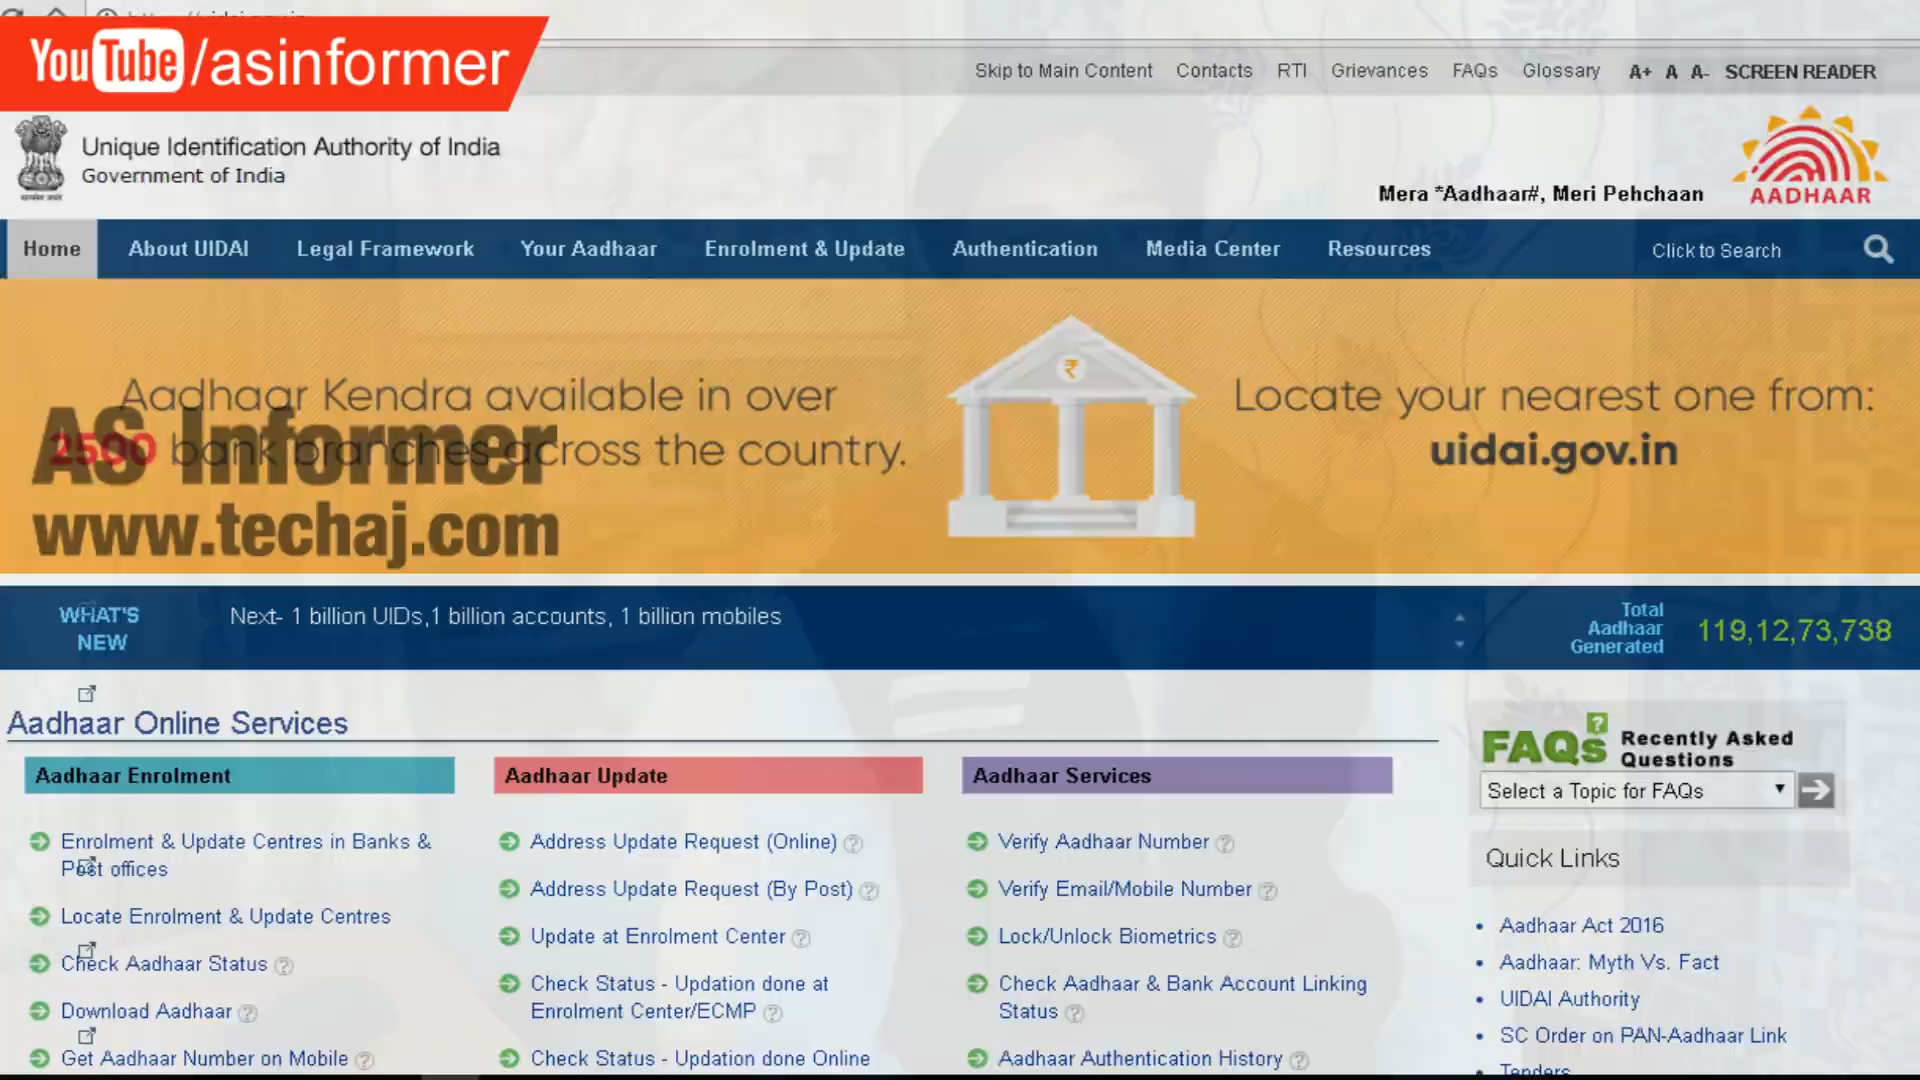 YouTube/asinformer
Skip to Main Content Contacts RTI Grievances FAQs Glossary A+ A A- SCREEN READER
Unique Identification Authority of India
Government of India
Mera *Aadhaar#, Meri Pehchaan
AADHAAR
Home About UIDAI Legal Framework Your Aadhaar Enrolment & Update Authentication Media Center Resources Click to Search
Aadhaar Kendra available in over
2500 bank branches across the country.
Locate your nearest one from:
uidai.gov.in
AS Informer
www.techaj.com
WHAT'S
NEW
Next- 1 billion UIDs,1 billion accounts, 1 billion mobiles
Total
Aadhaar
Generated
119,12,73,738
Aadhaar Online Services
Aadhaar Enrolment
Enrolment & Update Centres in Banks &
Post offices
Locate Enrolment & Update Centres
Check Aadhaar Status
Download Aadhaar
Get Aadhaar Number on Mobile
Aadhaar Update
Address Update Request (Online)
Address Update Request (By Post)
Update at Enrolment Center
Check Status - Updation done at
Enrolment Center/ECMP
Check Status - Updation done Online
Aadhaar Services
Verify Aadhaar Number
Verify Email/Mobile Number
Lock/Unlock Biometrics
Check Aadhaar & Bank Account Linking
Status
Aadhaar Authentication History
FAQs Recently Asked
Questions
Select a Topic for FAQs
Quick Links
Aadhaar Act 2016
Aadhaar: Myth Vs. Fact
UIDAI Authority
SC Order on PAN-Aadhaar Link
Tenders